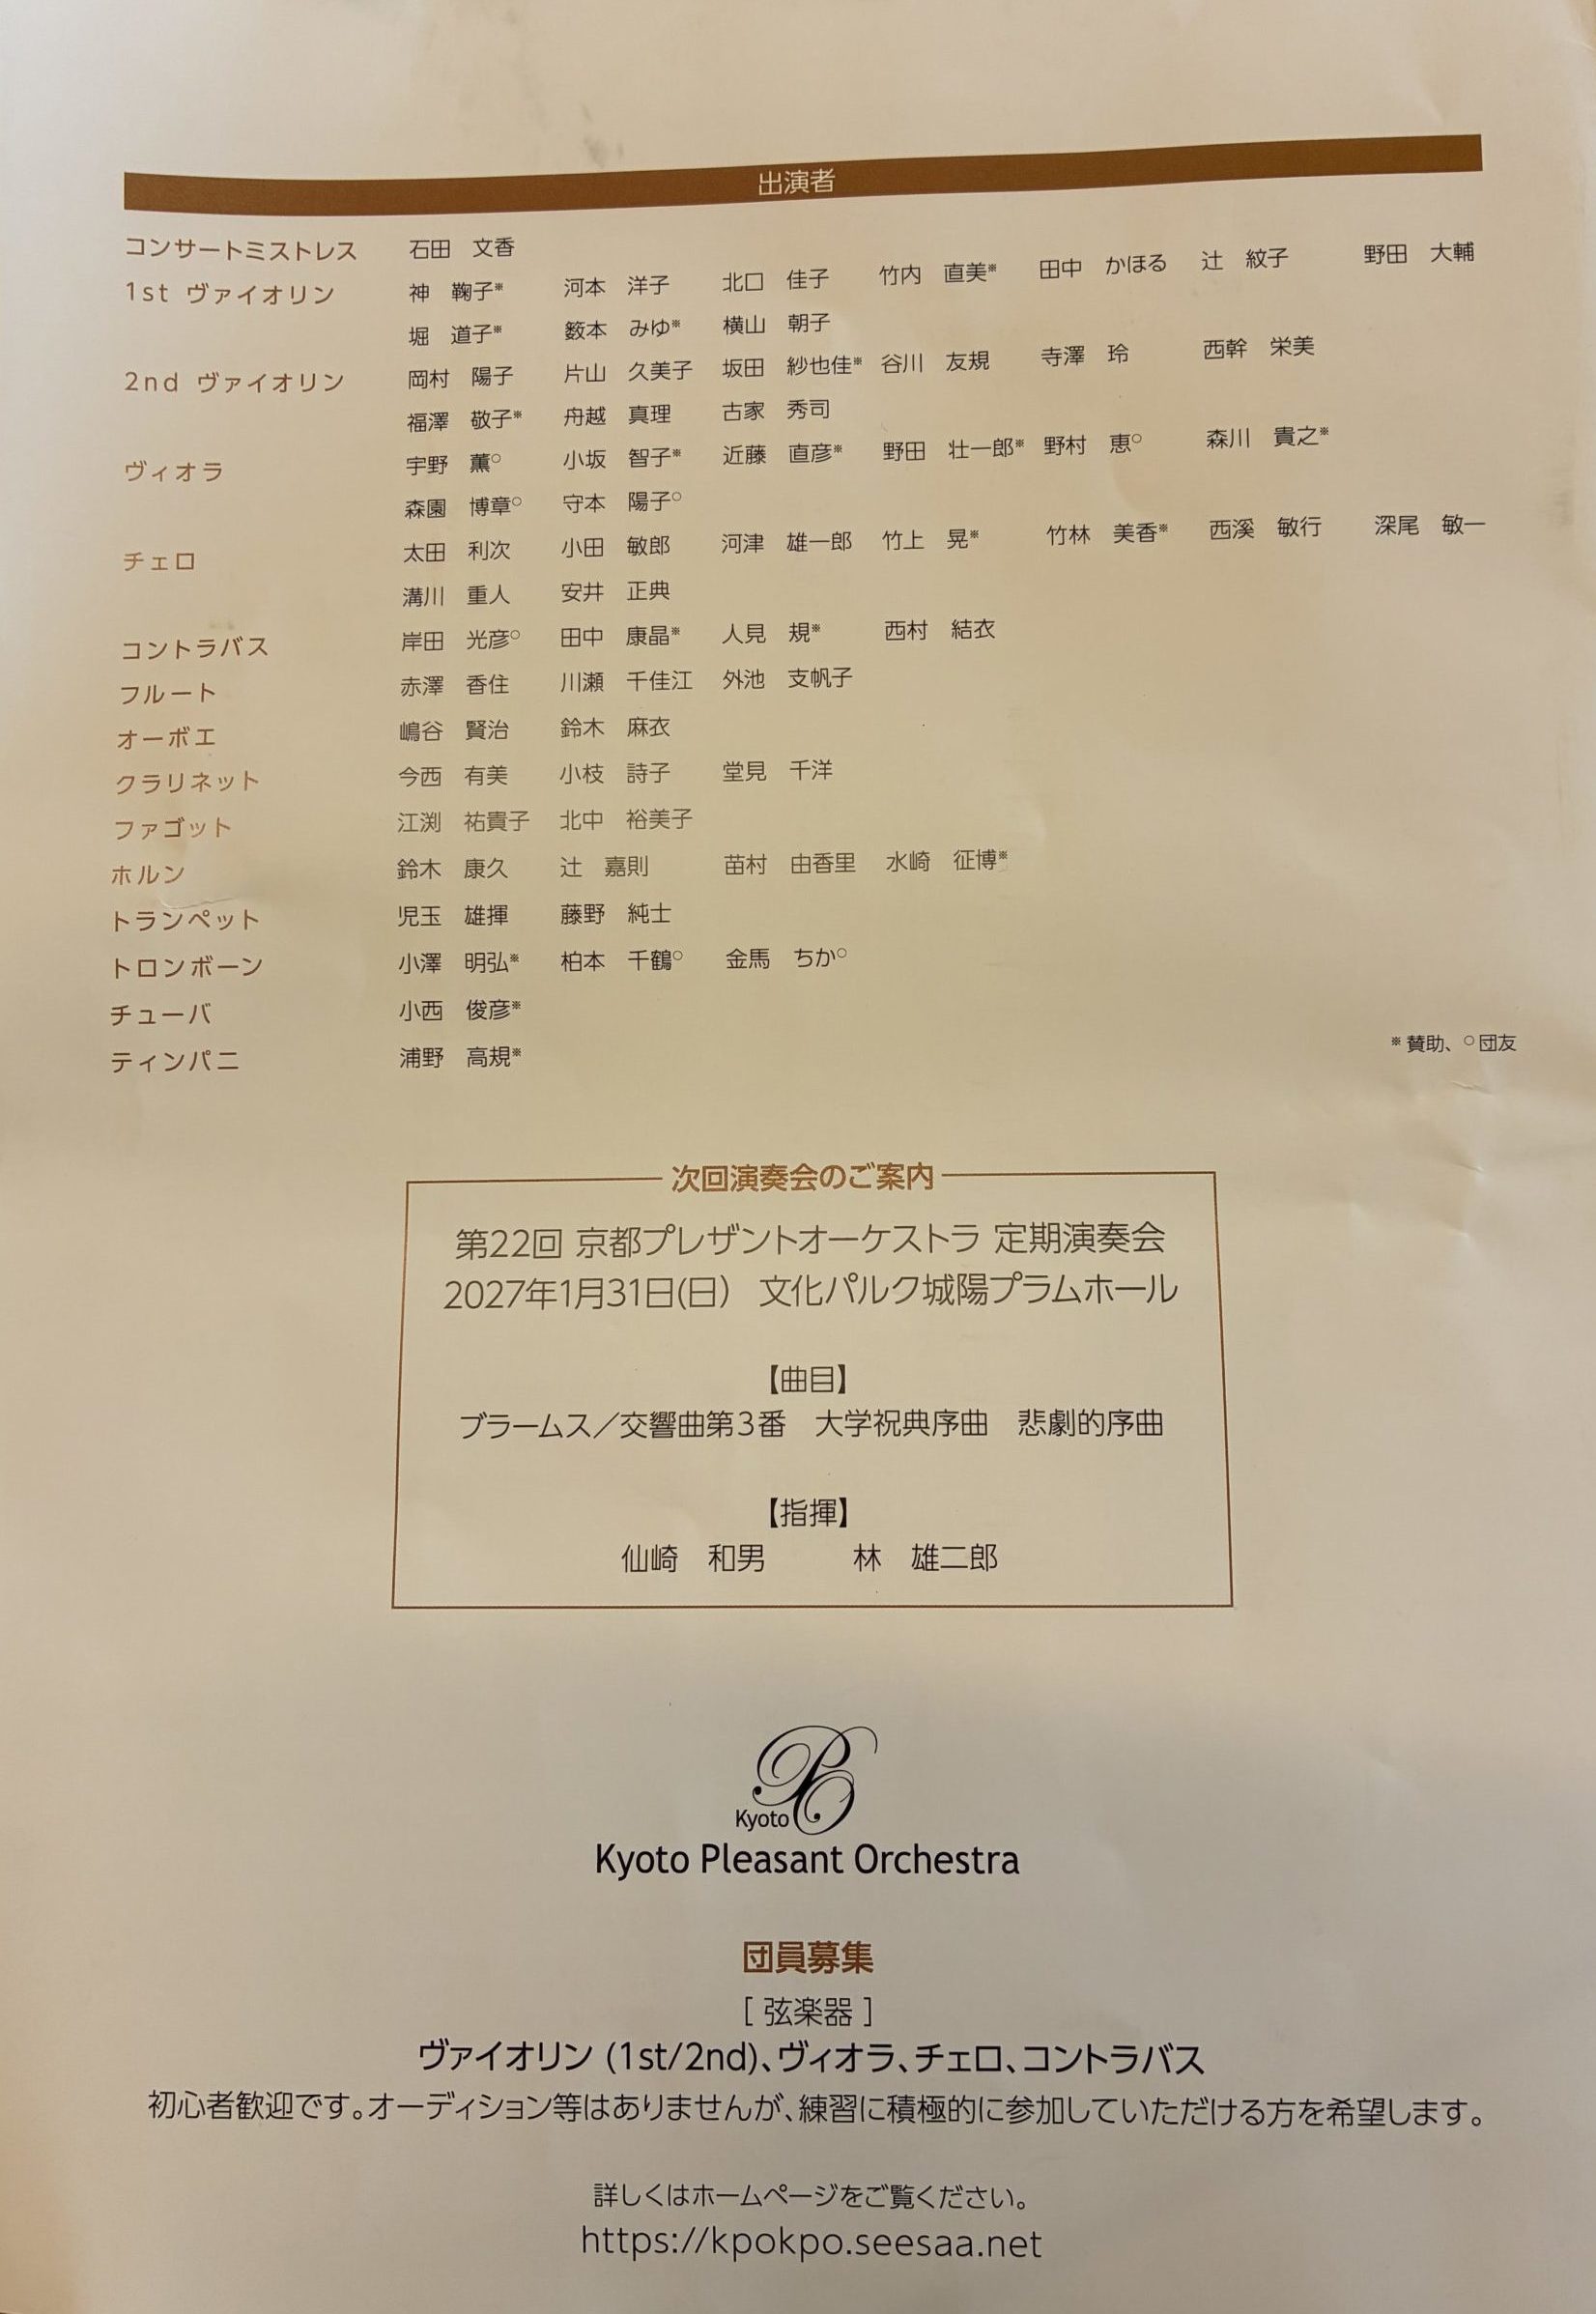 出演者
コンサートミストレス 石田 文香
1st ヴァイオリン 神 鞠子※ 河本 洋子 北口 佳子 竹内 直美※ 田中 かほる 辻 紋子 野田 大輔
堀 道子※ 籔本 みゆ※ 横山 朝子
2nd ヴァイオリン 岡村 陽子 片山 久美子 坂田 紗也佳※ 谷川 友規 寺澤 玲 西幹 栄美
福澤 敬子※ 舟越 真理 古家 秀司
ヴィオラ 宇野 薫○ 小坂 智子※ 近藤 直彦※ 野田 壮一郎※ 野村 恵○ 森川 貴之※
森園 博章○ 守本 陽子○
チェロ 太田 利次 小田 敏郎 河津 雄一郎 竹上 晃※ 竹林 美香※ 西溪 敏行 深尾 敏一
溝川 重人 安井 正典
コントラバス 岸田 光彦○ 田中 康晶※ 人見 規※ 西村 結衣
フルート 赤澤 香住 川瀬 千佳江 外池 支帆子
オーボエ 嶋谷 賢治 鈴木 麻衣
クラリネット 今西 有美 小枝 詩子 堂見 千洋
ファゴット 江渕 祐貴子 北中 裕美子
ホルン 鈴木 康久 辻 嘉則 苗村 由香里 水崎 征博※
トランペット 児玉 雄揮 藤野 純士
トロンボーン 小澤 明弘※ 柏本 千鶴○ 金馬 ちか○
チューバ 小西 俊彦※
ティンパニ 浦野 高規※
※賛助、○団友
次回演奏会のご案内
第22回 京都プレザントオーケストラ 定期演奏会
2027年1月31日(日) 文化パルク城陽プラムホール
【曲目】
ブラームス／交響曲第3番 大学祝典序曲 悲劇的序曲
【指揮】
仙崎 和男 林 雄二郎
Kyoto
Kyoto Pleasant Orchestra
団員募集
[ 弦楽器 ]
ヴァイオリン (1st/2nd)、ヴィオラ、チェロ、コントラバス
初心者歓迎です。オーディション等はありませんが、練習に積極的に参加していただける方を希望します。
詳しくはホームページをご覧ください。
https://kpokpo.seesaa.net